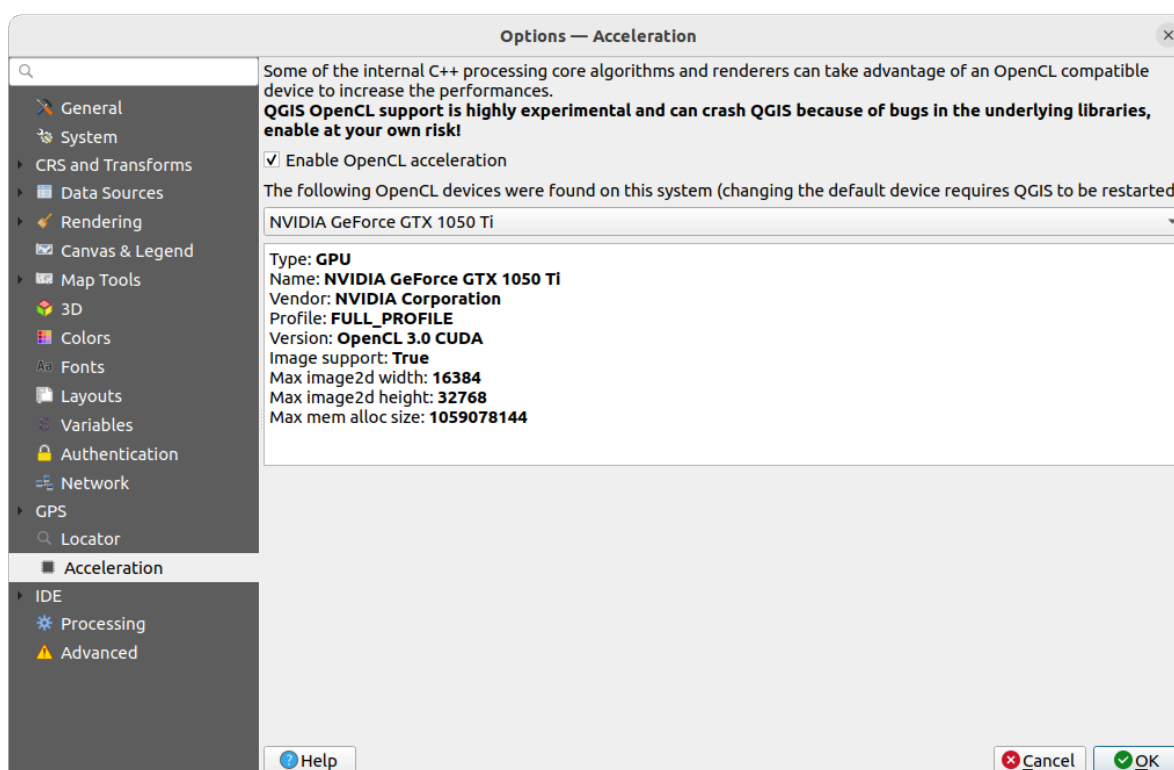 Options — Acceleration
General
System
CRS and Transforms
Data Sources
Rendering
Canvas & Legend
Map Tools
3D
Colors
Fonts
Layouts
Variables
Authentication
Network
GPS
Locator
Acceleration
IDE
Processing
Advanced
Some of the internal C++ processing core algorithms and renderers can take advantage of an OpenCL compatible
device to increase the performances.
QGIS OpenCL support is highly experimental and can crash QGIS because of bugs in the underlying libraries,
enable at your own risk!
Enable OpenCL acceleration
The following OpenCL devices were found on this system (changing the default device requires QGIS to be restarted
NVIDIA GeForce GTX 1050 Ti
Type: GPU
Name: NVIDIA GeForce GTX 1050 Ti
Vendor: NVIDIA Corporation
Profile: FULL_PROFILE
Version: OpenCL 3.0 CUDA
Image support: True
Max image2d width: 16384
Max image2d height: 32768
Max mem alloc size: 1059078144
Help
Cancel
OK